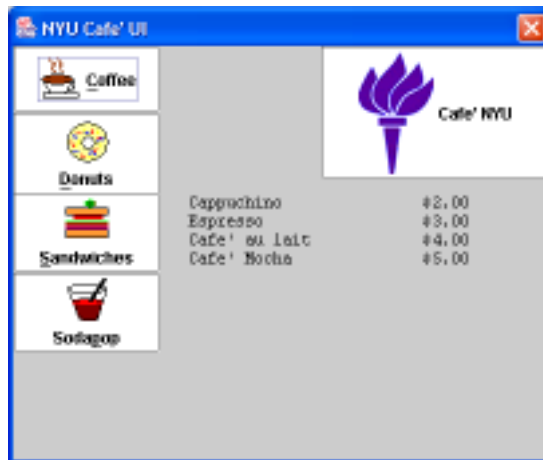 NYU Cafe' UI
Coffee
Cafe' NYU
Donuts
Sandwiches
Sodapop
Cappuchino $2.00
Espresso $3.00
Cafe' au lait $4.00
Cafe' Mocha $5.00